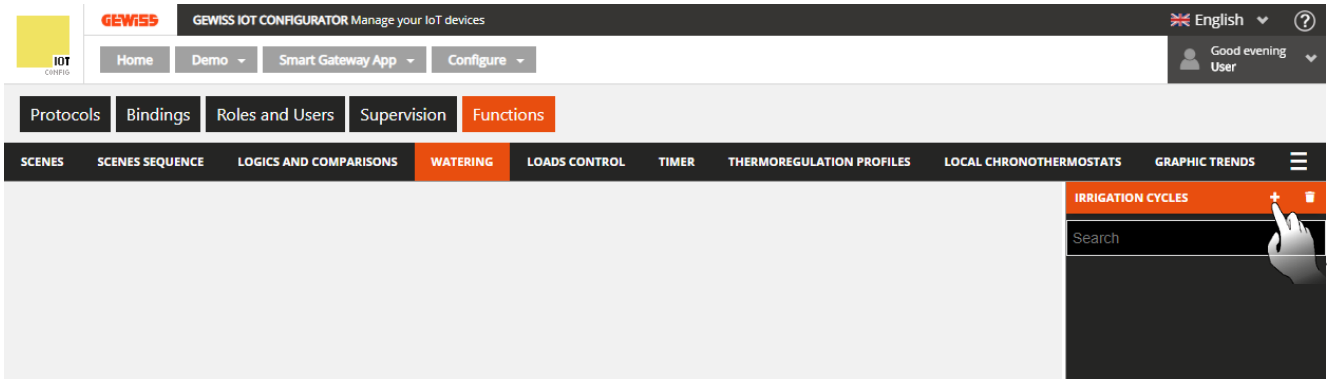 GEWISS GEWISS IOT CONFIGURATOR Manage your IoT devices English ?
IOT
CONFIG
Home Demo Smart Gateway App Configure
Good evening
User
Protocols Bindings Roles and Users Supervision Functions
SCENES SCENES SEQUENCE LOGICS AND COMPARISONS WATERING LOADS CONTROL TIMER THERMOREGULATION PROFILES LOCAL CHRONOTHERMOSTATS GRAPHIC TRENDS
IRRIGATION CYCLES
Search